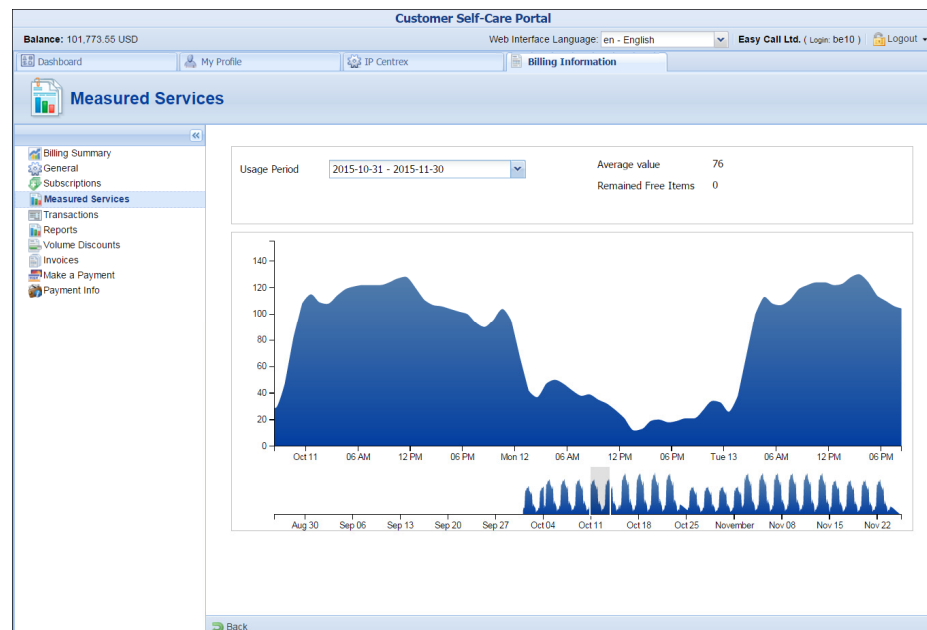 Customer Self-Care Portal
Balance: 101,773.55 USD Web Interface Language: en - English Easy Call Ltd. ( Login: be10 ) Logout
Dashboard My Profile IP Centrex Billing Information
Measured Services
Billing Summary
General
Subscriptions
Measured Services
Transactions
Reports
Volume Discounts
Invoices
Make a Payment
Payment Info
Usage Period 2015-10-31 - 2015-11-30 Average value 76
Remained Free Items 0
140
120
100
80
60
40
20
0
Oct 11 06 AM 12 PM 06 PM Mon 12 06 AM 12 PM 06 PM Tue 13 06 AM 12 PM 06 PM
Aug 30 Sep 06 Sep 13 Sep 20 Sep 27 Oct 04 Oct 11 Oct 18 Oct 25 November Nov 08 Nov 15 Nov 22
Back